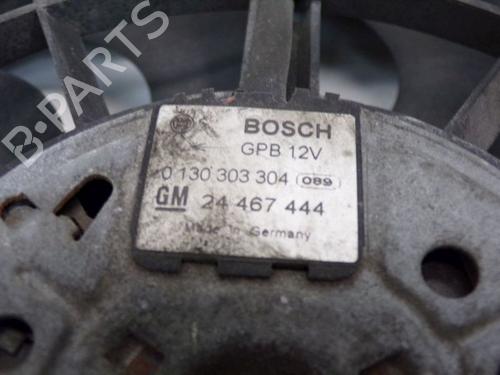 B-PARTS
BOSCH
GPB 12V
0 130 303 304 089
GM 24 467 444
Made in Germany